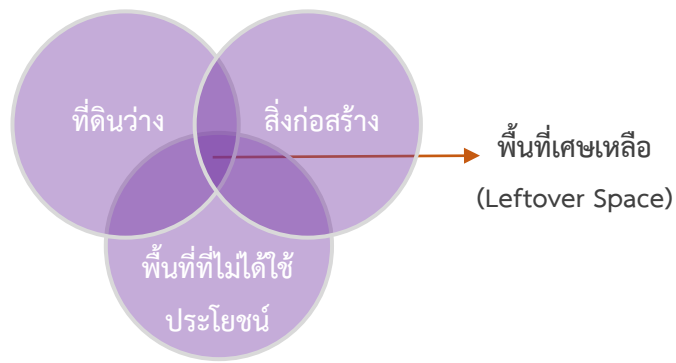 ที่ดินว่าง
สิ่งก่อสร้าง
พื้นที่เศษเหลือ
(Leftover Space)
พื้นที่ที่ไม่ได้ใช้
ประโยชน์